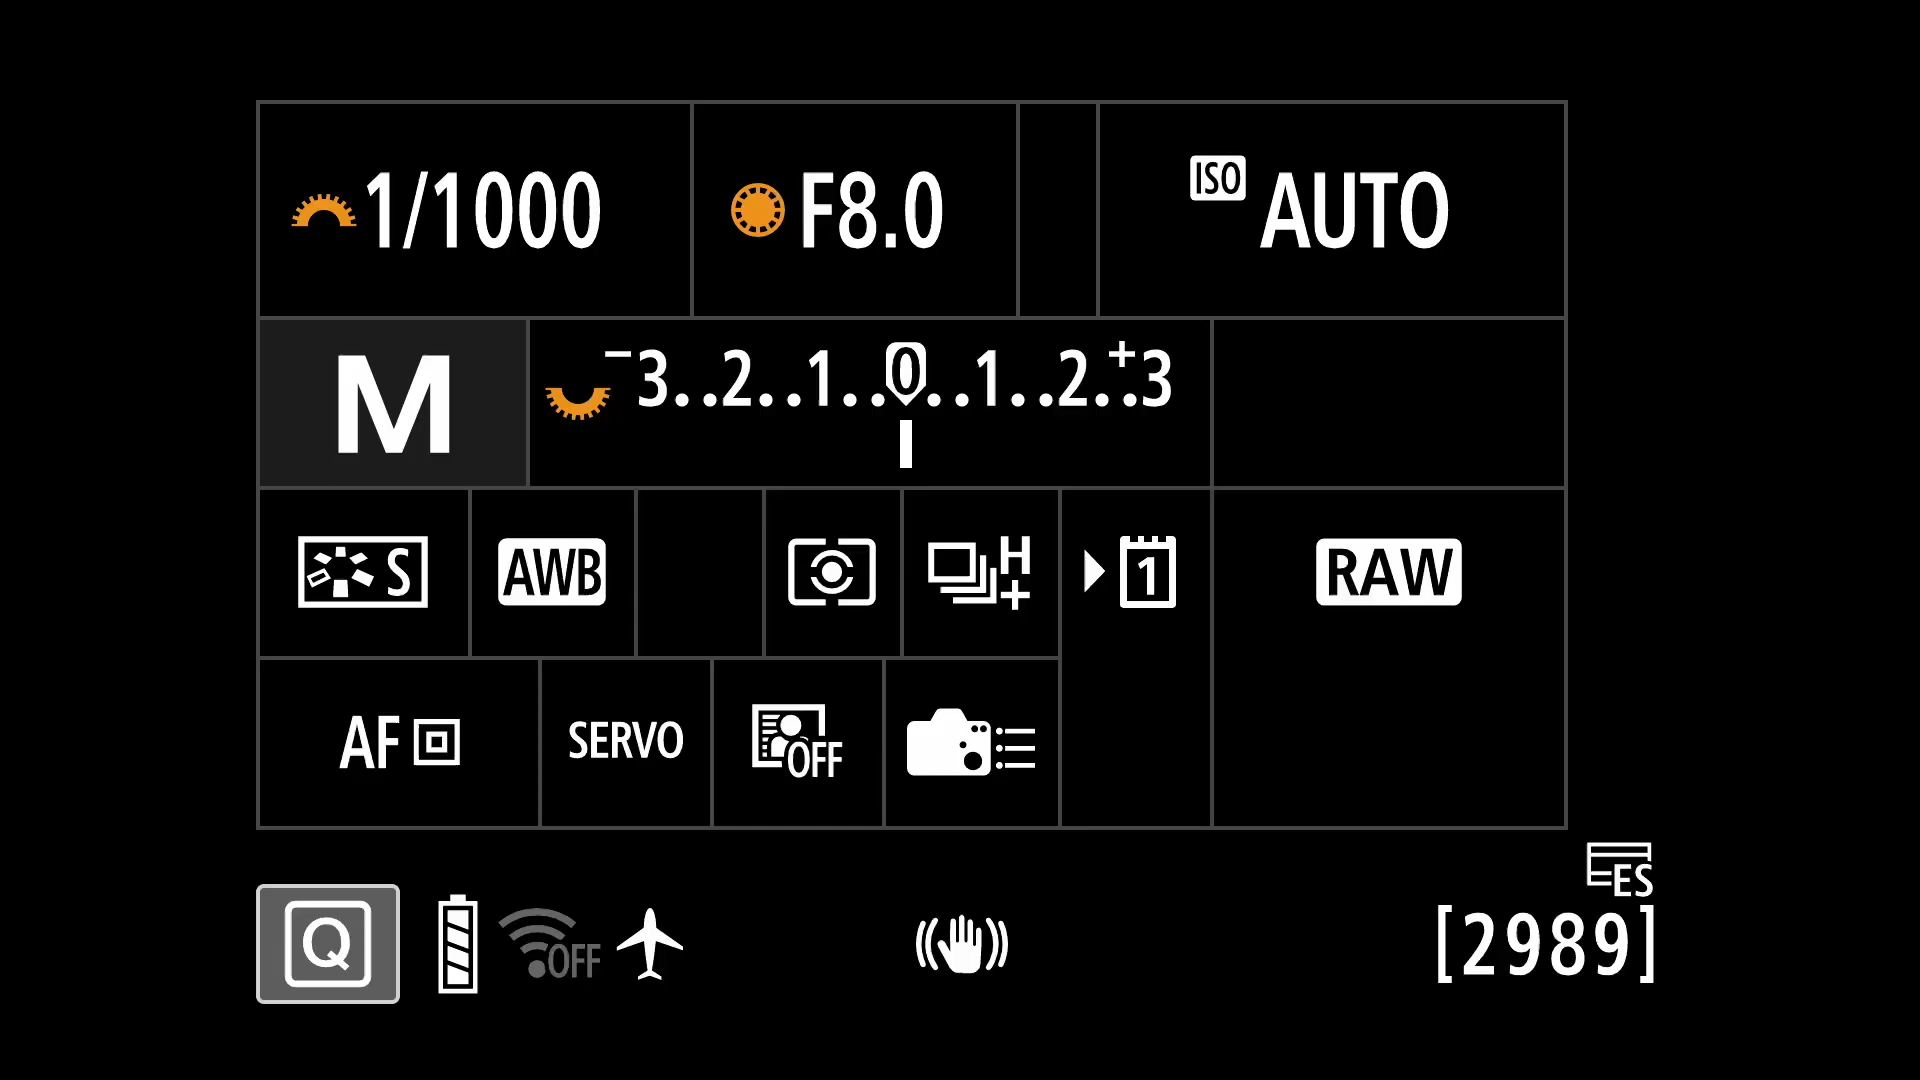 1/1000 F8.0 ISO AUTO
M -3..2..1..0..1..2.+.3
S AWB H+ 1 RAW
AF SERVO OFF
ES
Q OFF [2989]